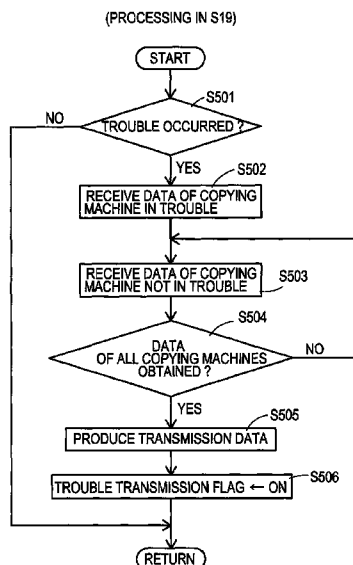 (PROCESSING IN S19)
START
S501
NO
TROUBLE OCCURRED ?
YES
S502
RECEIVE DATA OF COPYING
MACHINE IN TROUBLE
RECEIVE DATA OF COPYING
MACHINE NOT IN TROUBLE
S503
S504
DATA
OF ALL COPYING MACHINES
OBTAINED ?
NO
YES
S505
PRODUCE TRANSMISSION DATA
S506
TROUBLE TRANSMISSION FLAG ← ON
RETURN